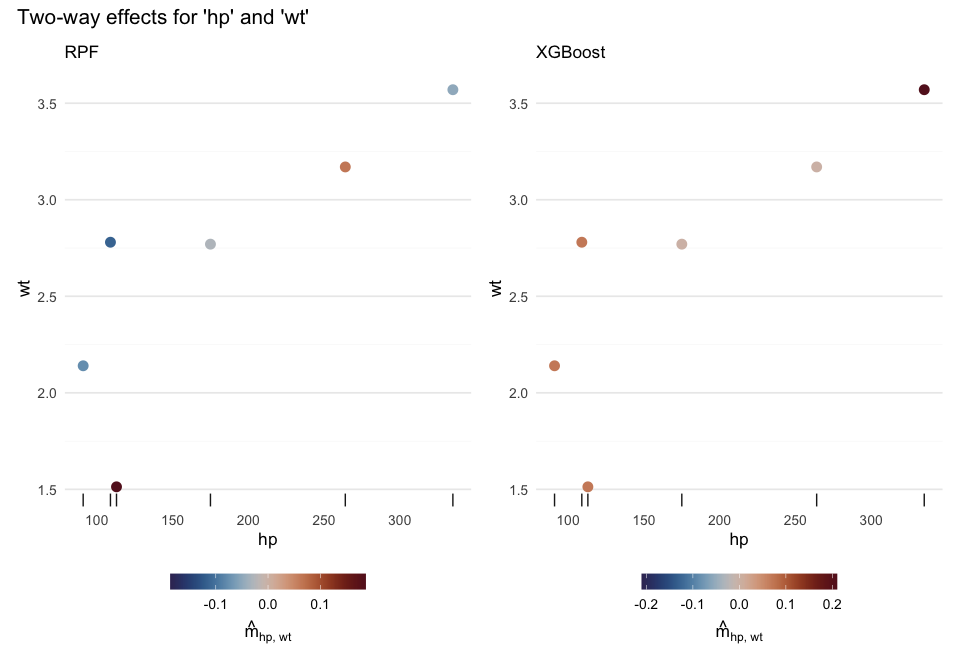 Two-way effects for 'hp' and 'wt'
RPF
XGBoost
3.5
3.0
2.5
2.0
1.5
wt
100 150 200 250 300
hp
3.5
3.0
2.5
2.0
1.5
wt
100 150 200 250 300
hp
-0.1 0.0 0.1
m̂hp, wt
-0.2 -0.1 0.0 0.1 0.2
m̂hp, wt